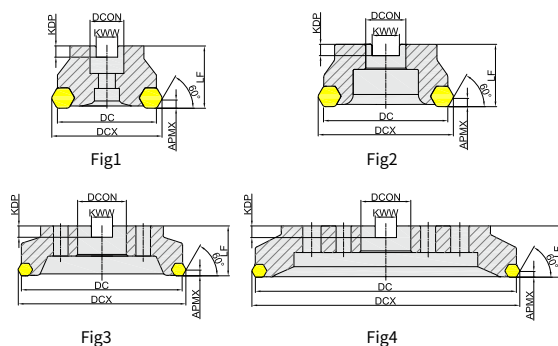 DCON
KWW
KDP
LF
60°
DC
DCX
APMX
Fig1
DCON
KWW
KDP
LF
60°
DC
DCX
APMX
Fig2
DCON
KWW
KDP
LF
60°
DC
DCX
APMX
Fig3
DCON
KWW
KDP
LF
60°
DC
DCX
APMX
Fig4